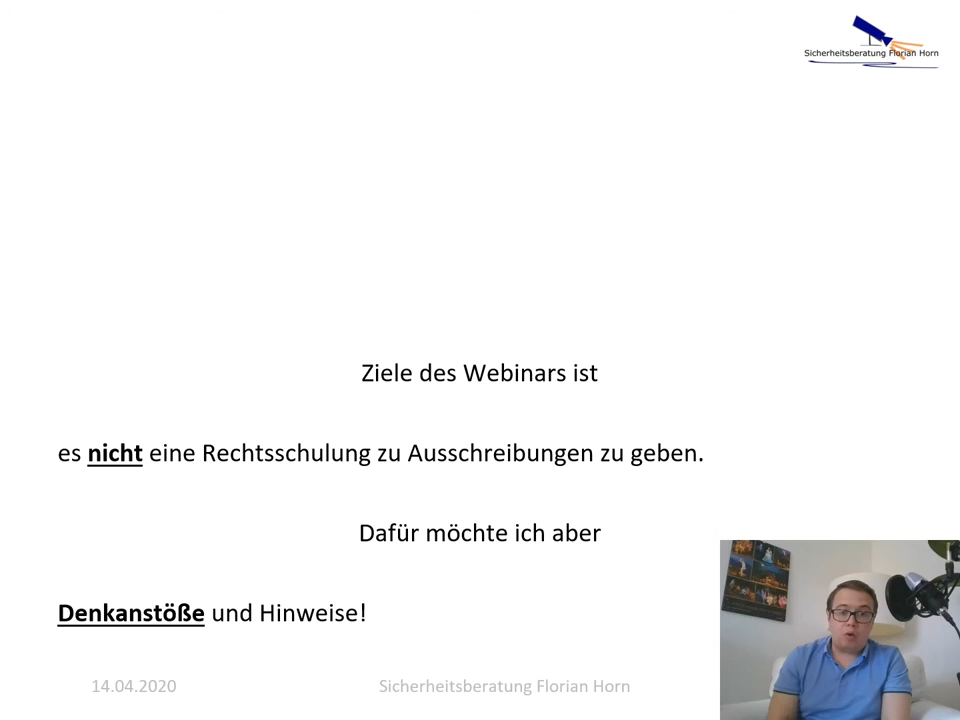 Sicherheitsberatung Florian Horn
Ziele des Webinars ist
es nicht eine Rechtsschulung zu Ausschreibungen zu geben.
Dafür möchte ich aber
Denkanstöße und Hinweise!
14.04.2020
Sicherheitsberatung Florian Horn